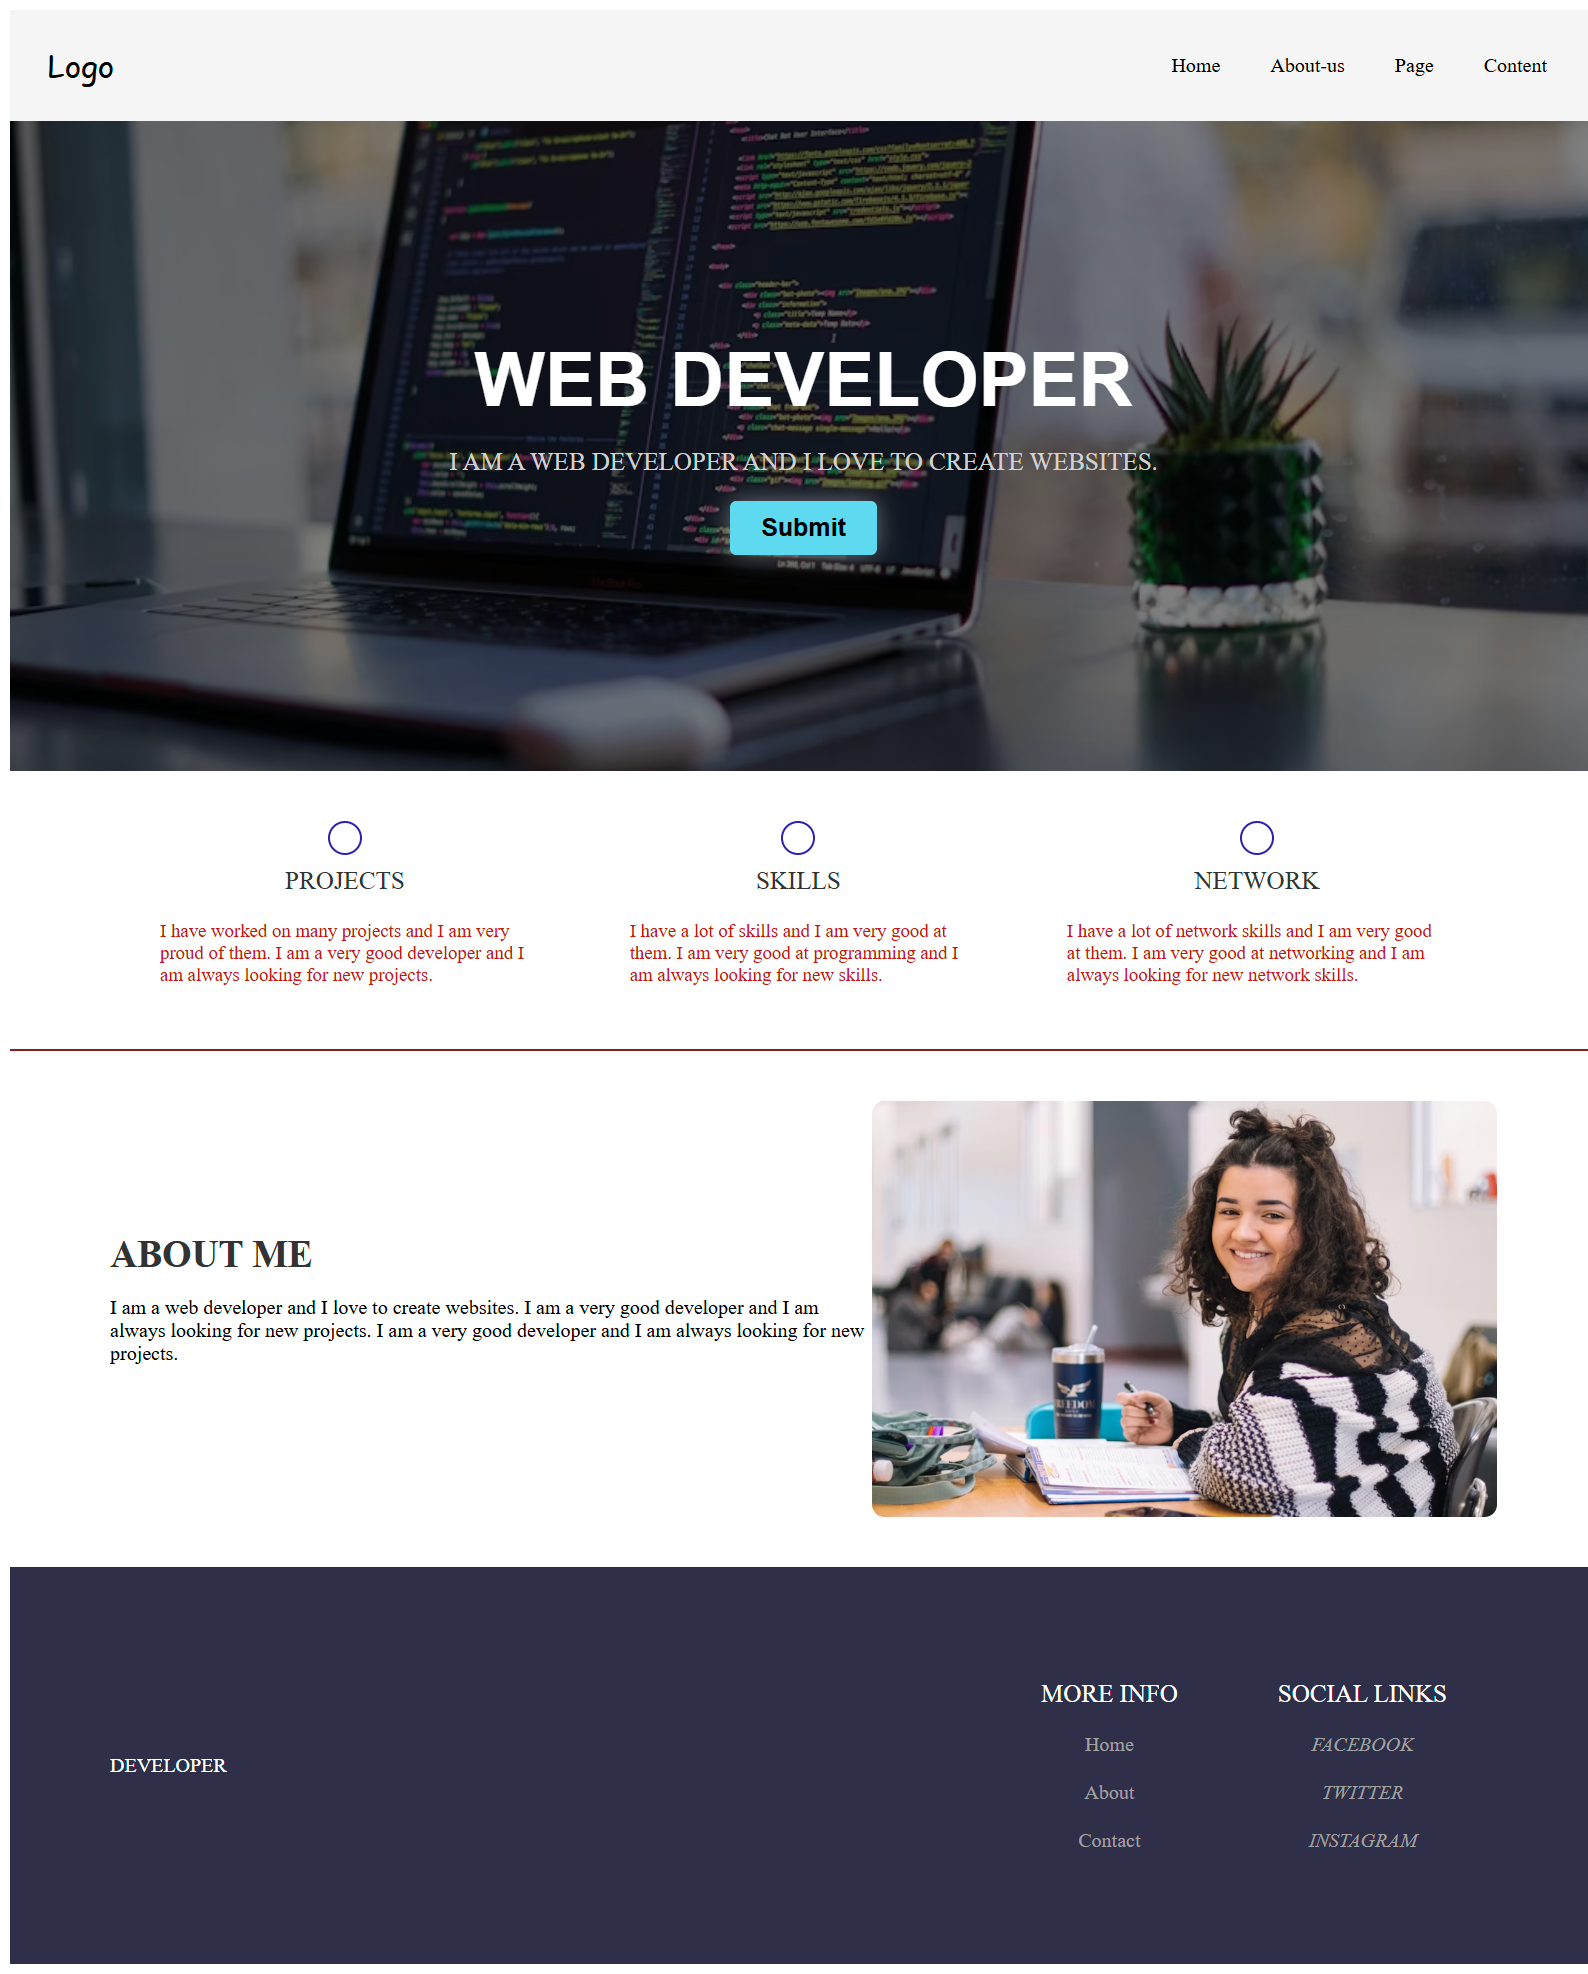 Logo
Home About-us Page Content
WEB DEVELOPER
I AM A WEB DEVELOPER AND I LOVE TO CREATE WEBSITES.
Submit
PROJECTS
I have worked on many projects and I am very
proud of them. I am a very good developer and I
am always looking for new projects.
SKILLS
I have a lot of skills and I am very good at
them. I am very good at programming and I
am always looking for new skills.
NETWORK
I have a lot of network skills and I am very good
at them. I am very good at networking and I am
always looking for new network skills.
ABOUT ME
I am a web developer and I love to create websites. I am a very good developer and I am
always looking for new projects. I am a very good developer and I am always looking for new
projects.
DEVELOPER
MORE INFO
Home
About
Contact
SOCIAL LINKS
FACEBOOK
TWITTER
INSTAGRAM